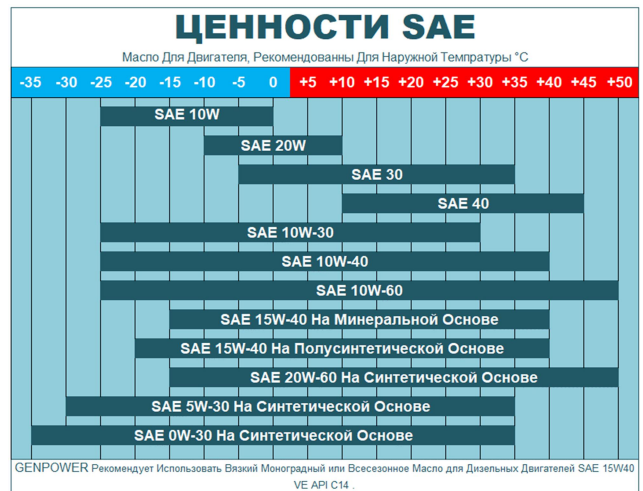 ЦЕННОСТИ SAE
Маспо Для Двигателя, Рекомендованны Для Наружной Темпратуры °C
-35 -30 -25 -20 -15 -10 -5 0 +5 +10 +15 +20 +25 +30 +35 +40 +45 +50
SAE 10W
SAE 20W
SAE 30
SAE 40
SAE 10W-30
SAE 10W-40
SAE 10W-60
SAE 15W-40 На Минеральной Основе
SAE 15W-40 На Полусинтетической Основе
SAE 20W-60 На Синтетической Основе
SAE 5W-30 На Синтетической Основе
SAE 0W-30 На Синтетической Основе
GENPOWER Рекомендует Использовать Вязкий Моноградный или Всесезонное Масло для Дизельных Двигателей SAE 15W40
VE API C14 .